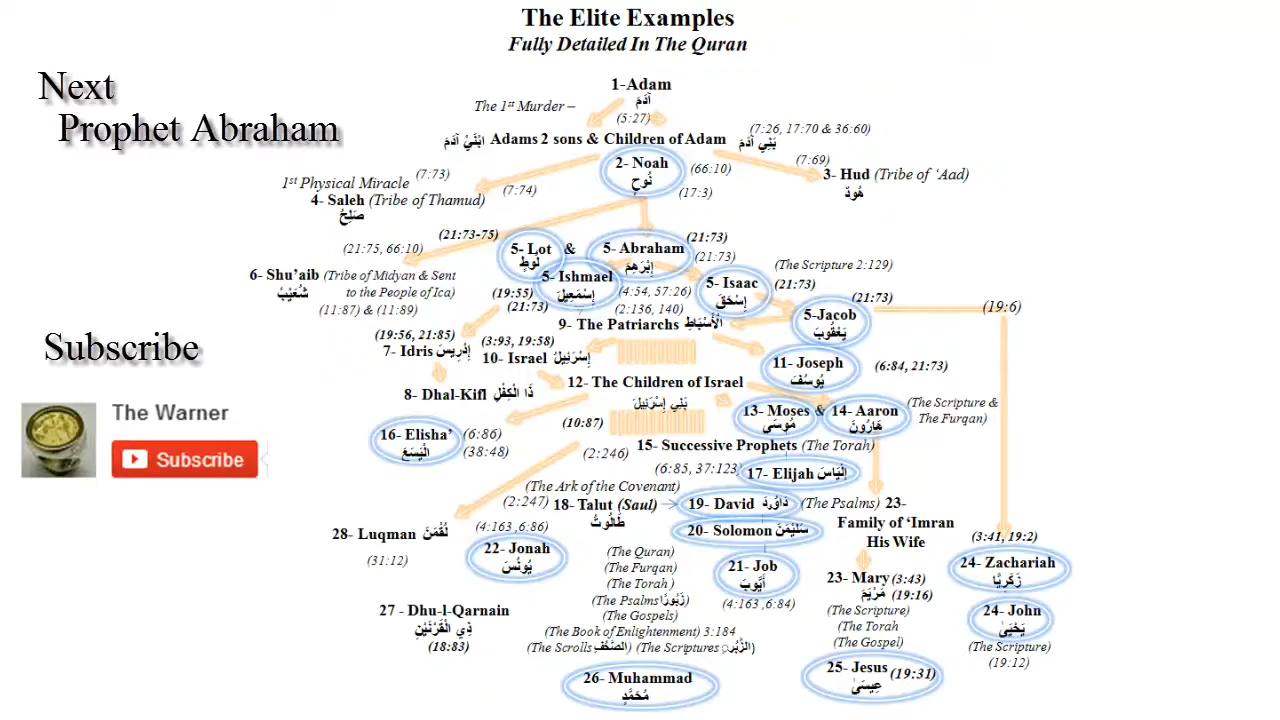 The Elite Examples
Fully Detailed In The Quran
Next
Prophet Abraham
1-Adam
آدَمَ
The 1st Murder –
(5:27)
(7:26, 17:70 & 36:60)
ابْنَيْ آدَمَ Adams 2 sons & Children of Adam بَنِي آدَمَ
2- Noah
نُوحٍ
(66:10)
(17:3)
(7:69)
3- Hud (Tribe of ‘Aad)
هُودٌ
(7:73)
1st Physical Miracle
(7:74)
4- Saleh (Tribe of Thamud)
صَلِحُ
(21:73-75)
(21:75, 66:10)
5- Lot &
لُوطٍ
5- Abraham
إِبْرَهِمَ
(21:73)
(21:73)
6- Shu’aib (Tribe of Midyan & Sent
to the People of Ica)
شُعَيْبُ
(11:87) & (11:89)
5- Ishmael
إِسْمَعِيلَ
(19:55)
(21:73)
(4:54, 57:26)
(2:136, 140)
(The Scripture 2:129)
5- Isaac
إِسْحَقَ
(21:73)
(21:73)
5-Jacob
يَعْقُوبَ
(19:6)
9- The Patriarchs الْأَسْبَاطِ
(19:56, 21:85)
7- Idris إِدْرِيسَ
(3:93, 19:58)
10- Israel إِسْرَءِيلُ
11- Joseph
يُوسُفَ
(6:84, 21:73)
8- Dhal-Kifl ذَا الْكِفْلِ
12- The Children of Israel
بَنِي إِسْرَءِيلَ
(10:87)
13- Moses &
مُوسَى
14- Aaron
هَارُونَ
(The Scripture &
The Furqan)
16- Elisha’
الْيَسَعَ
(6:86)
(38:48)
Subscribe
The Warner
Subscribe
15- Successive Prophets (The Torah)
(2:246)
(6:85, 37:123)
17- Elijah إِلْيَاسَ
(The Ark of the Covenant)
(2:247)
18- Talut (Saul)
طَالُوتُ
19- David دَاوُردَ
(The Psalms)
20- Solomon سُلَيْمَنَ
21- Job
أَيُّوبَ
(4:163 ,6:84)
28- Luqman لُقْمَنَ
(31:12)
(4:163 ,6:86)
22- Jonah
يُونُسَ
23-
Family of ‘Imran
His Wife
23- Mary (3:43)
مَرْيَمَ (19:16)
(The Scripture)
(The Torah
(The Gospel)
25- Jesus (19:31)
عِيسَىٰ
(3:41, 19:2)
24- Zachariah
زَكَرِيَّا
24- John
يَحْيَىٰ
(The Scripture)
(19:12)
27 - Dhu-l-Qarnain
ذِي الْقَرْنَيْنِ
(18:83)
(The Quran)
(The Furqan)
(The Torah )
(The Psalms زَبُورًا)
(The Gospels)
(The Book of Enlightenment) 3:184
(The Scrolls الصُّحُفِ) (The Scriptures الزُّبُرِ)
26- Muhammad
مُحَمَّدٍ